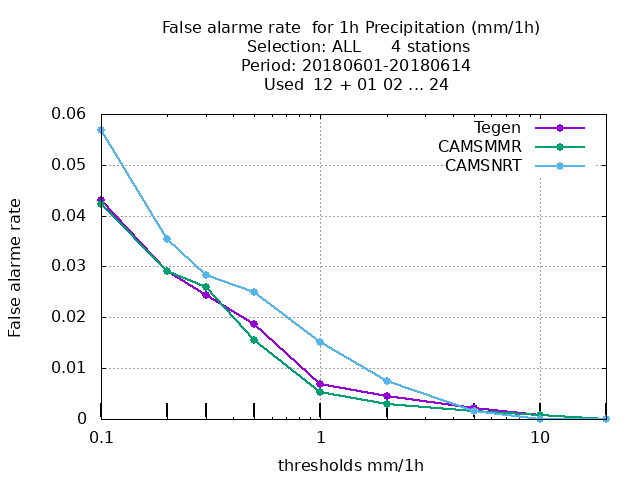 False alarme rate  for 1h Precipitation (mm/1h)
Selection: ALL      4 stations
Period: 20180601-20180614
Used  12 + 01 02 ... 24
Tegen
CAMSMMR
CAMSNRT
0.06
0.05
0.04
0.03
0.02
0.01
0
False alarme rate
0.1 1 10
thresholds mm/1h